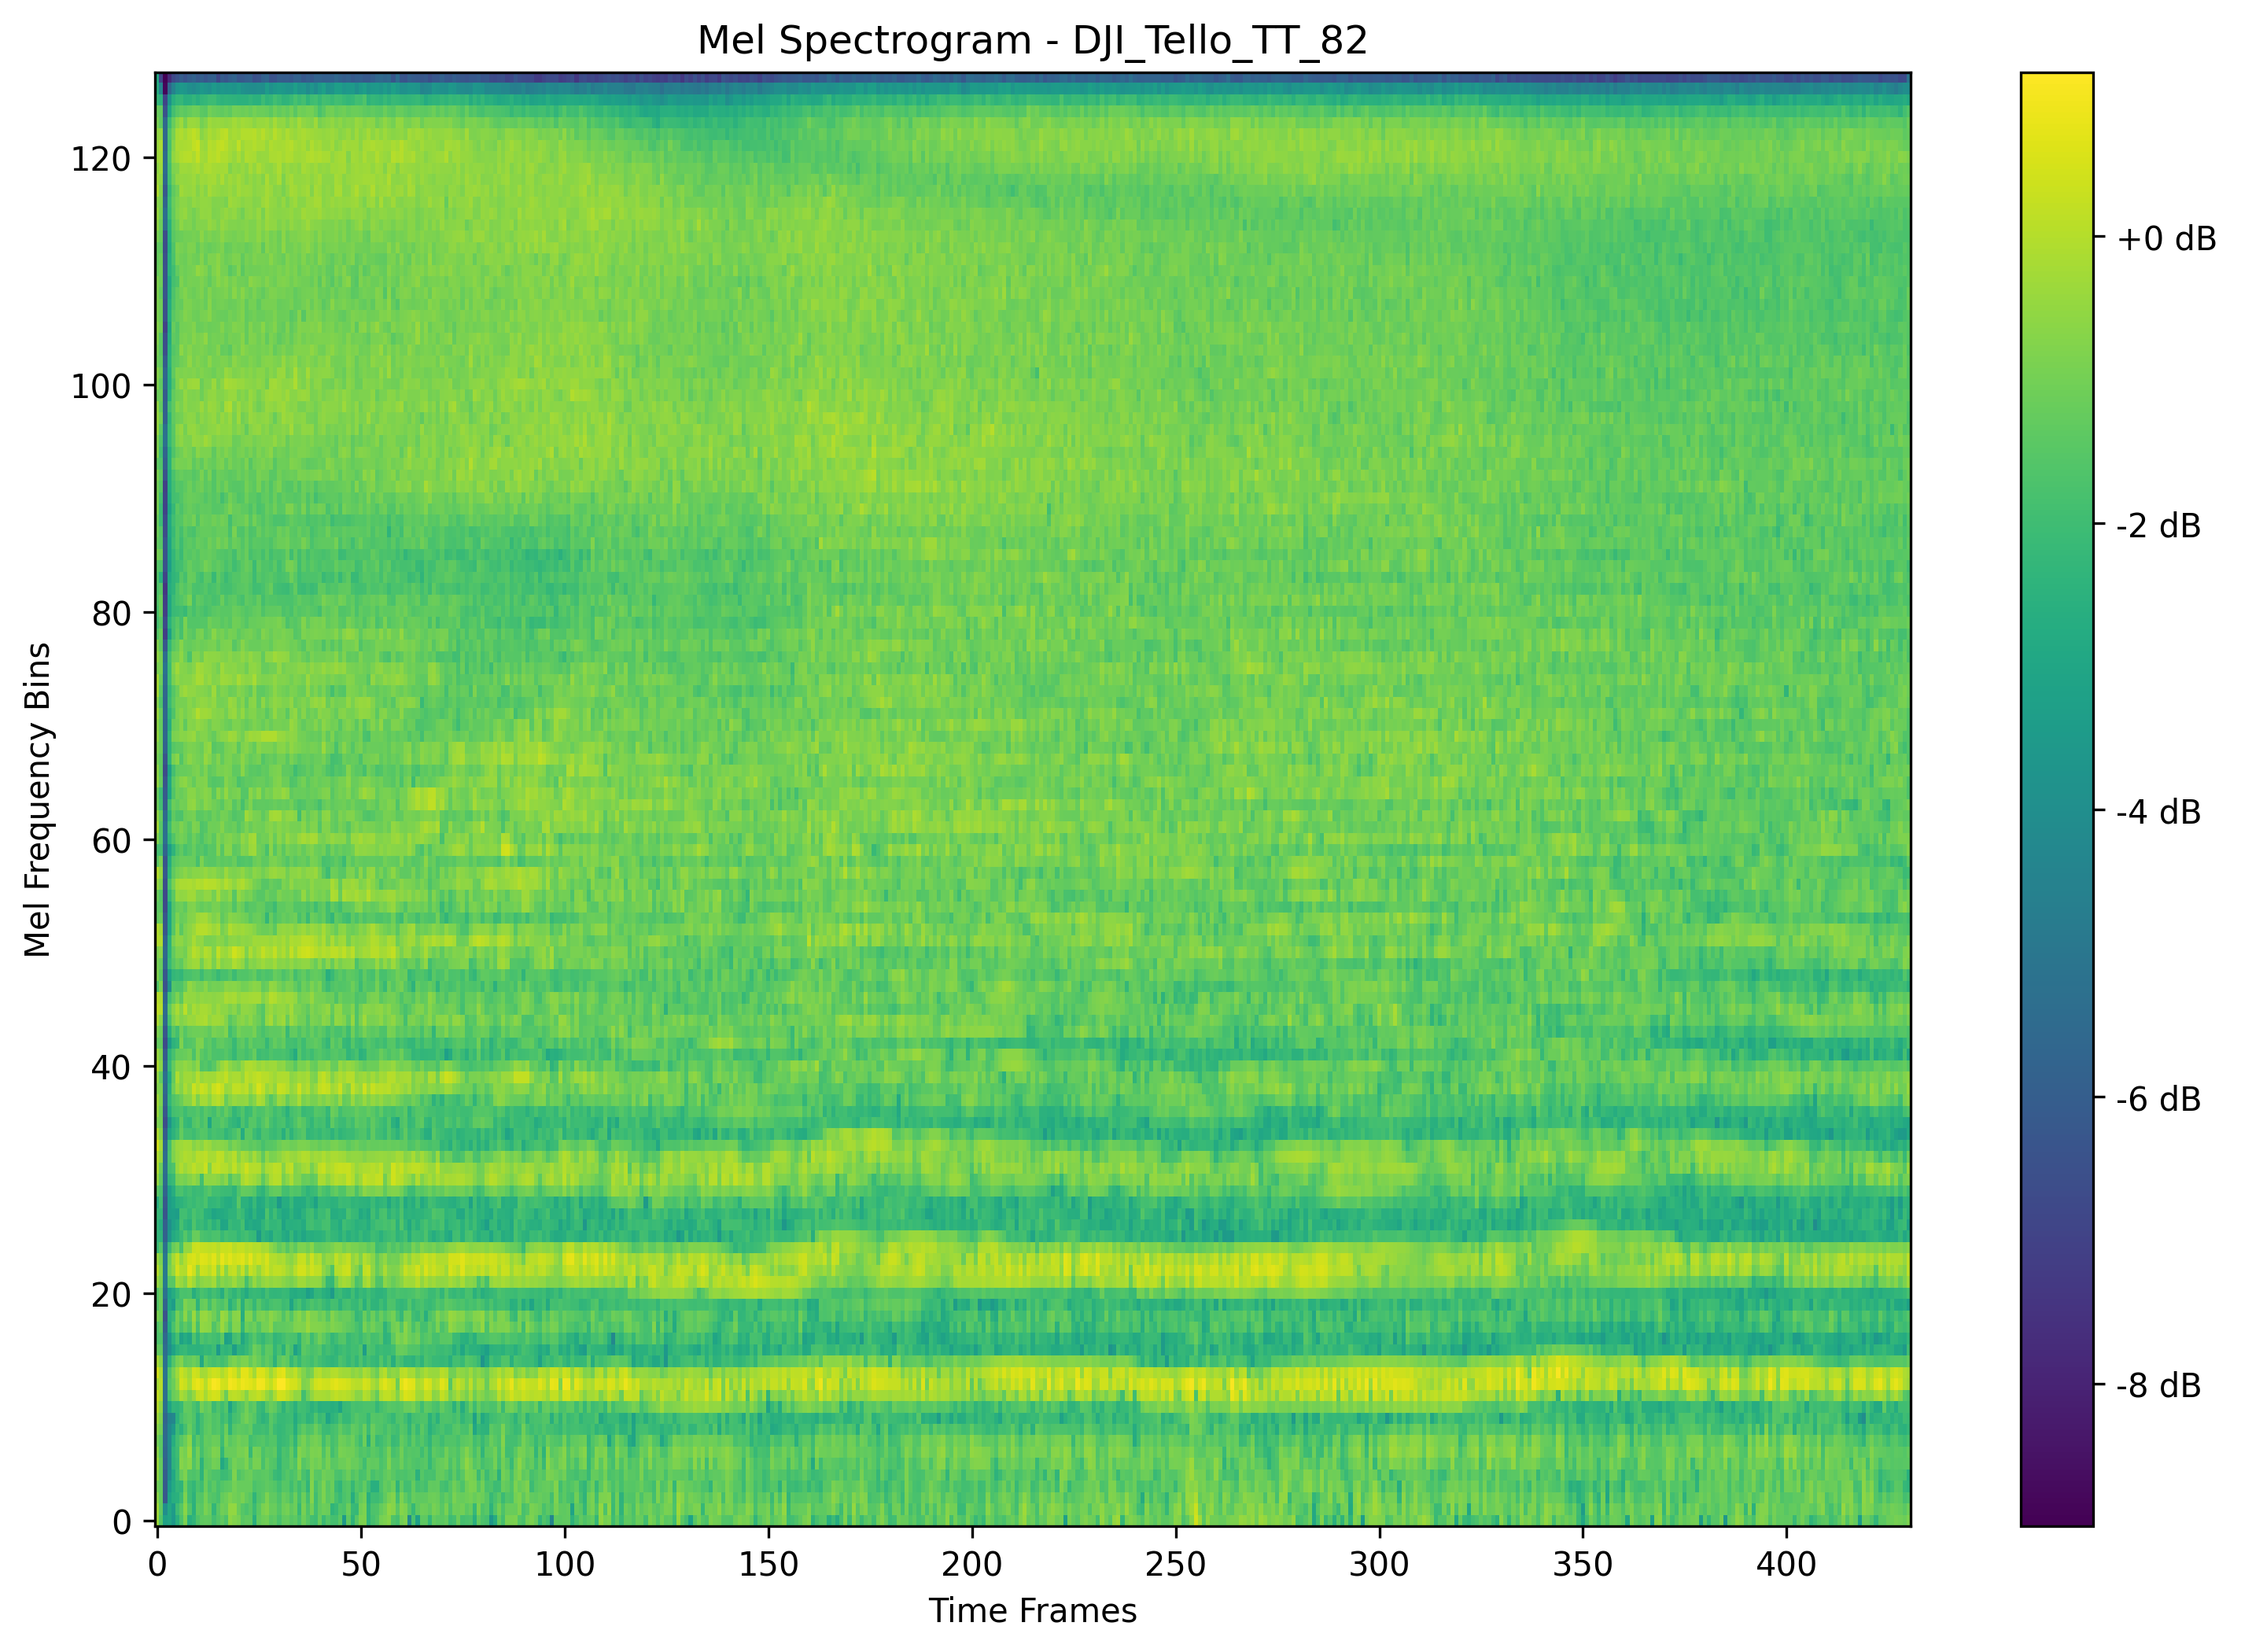 Mel Spectrogram - DJI_Tello_TT_82
Mel Frequency Bins
120
100
80
60
40
20
0
0 50 100 150 200 250 300 350 400
Time Frames
+0 dB
-2 dB
-4 dB
-6 dB
-8 dB